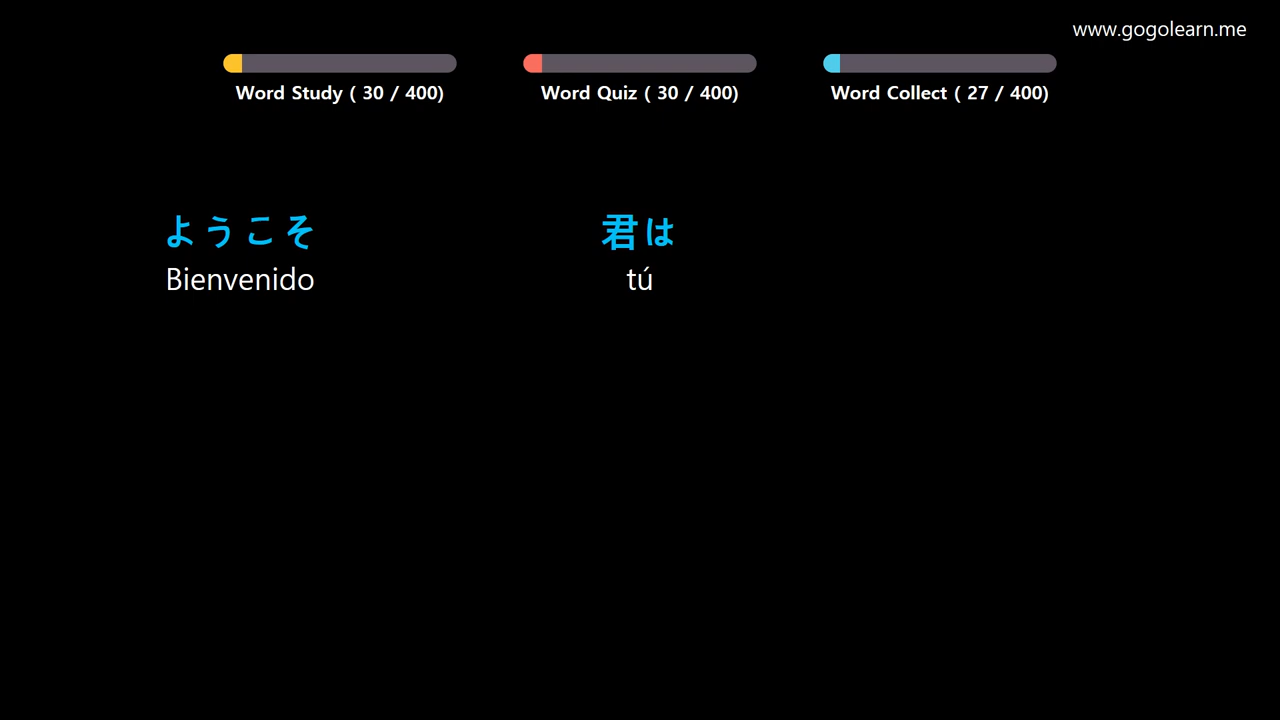 www.gogolearn.me
Word Study ( 30 / 400)
Word Quiz ( 30 / 400)
Word Collect ( 27 / 400)
ようこそ
Bienvenido
君は
tú